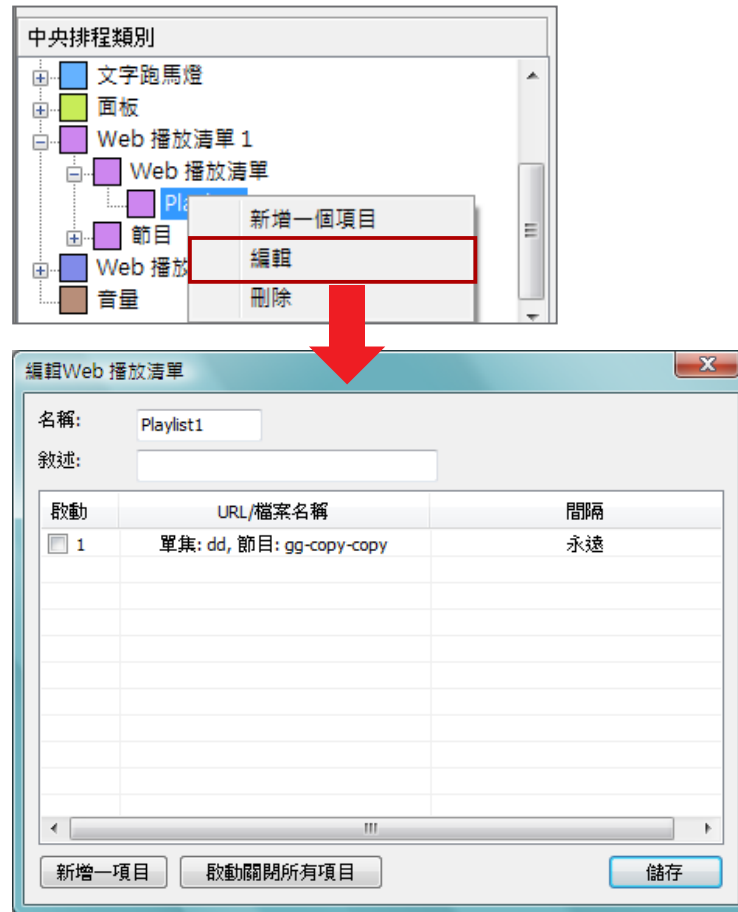 中央排程類別
文字跑馬燈
面板
Web 播放清單 1
Web 播放清單
新增一個項目
節目
編輯
Web 播放
音量
刪除
編輯Web 播放清單
名稱: Playlist1
敘述:
啟動 URL/檔案名稱 間隔
1 單集: dd, 節目: gg-copy-copy 永遠
新增一項目 啟動關閉所有項目 儲存